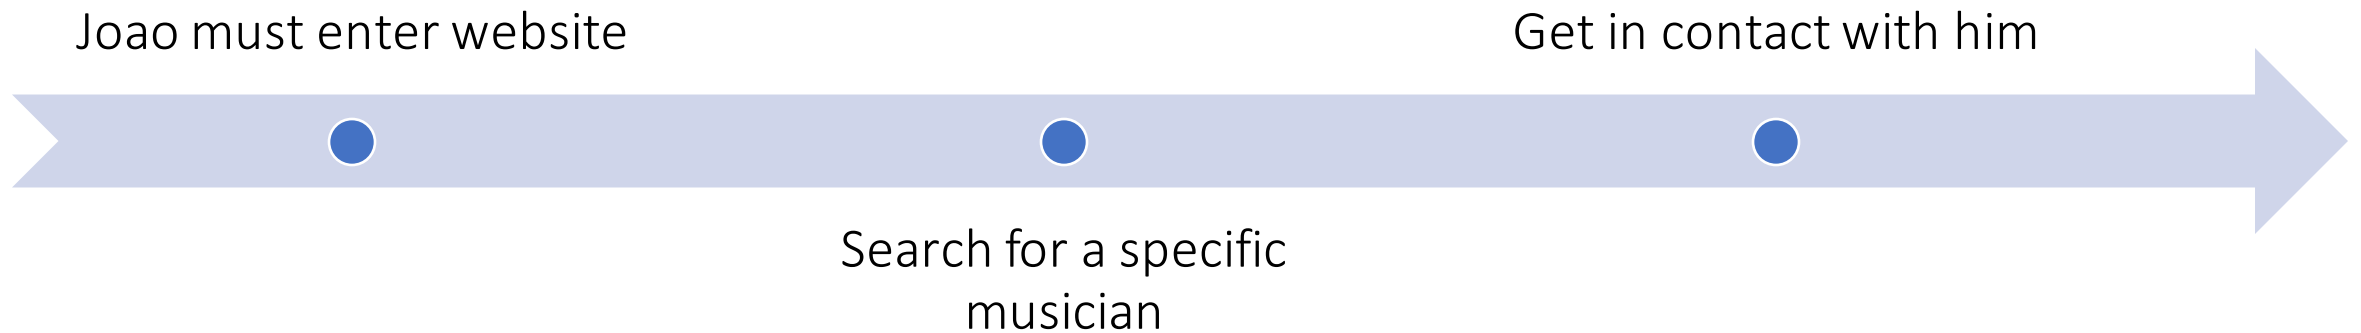 Joao must enter website
Search for a specific
musician
Get in contact with him